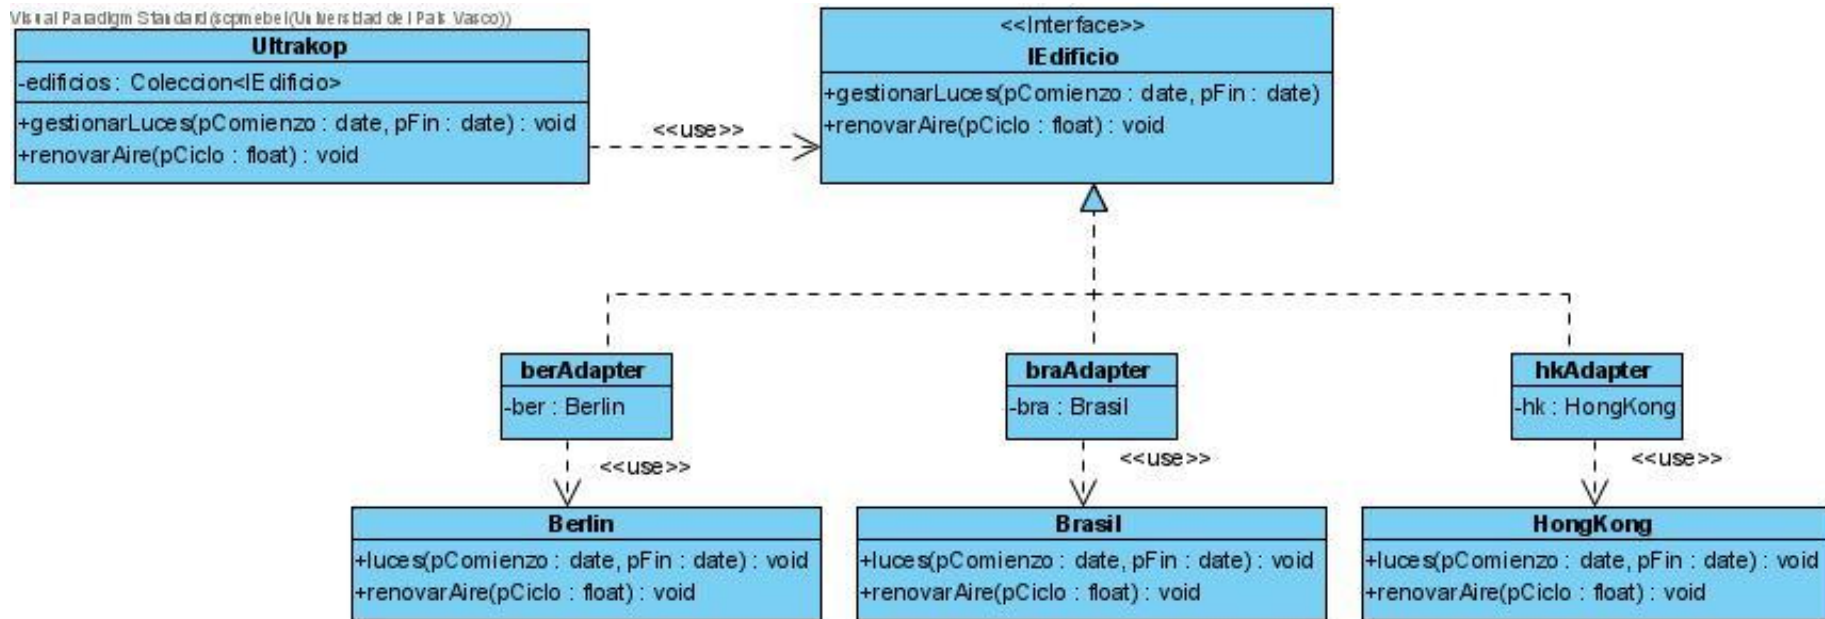 Visual Paradigm Standard(scpmebel(Universidad del País Vasco))
Ultrakop
-edificios : Coleccion<IEdificio>
+gestionarLuces(pComienzo : date, pFin : date) : void
+renovarAire(pCiclo : float) : void
<<use>>
<<Interface>>
IEdificio
+gestionarLuces(pComienzo : date, pFin : date)
+renovarAire(pCiclo : float) : void
berAdapter
-ber : Berlin
braAdapter
-bra : Brasil
hkAdapter
-hk : HongKong
<<use>>
<<use>>
<<use>>
Berlin
+luces(pComienzo : date, pFin : date) : void
+renovarAire(pCiclo : float) : void
Brasil
+luces(pComienzo : date, pFin : date) : void
+renovarAire(pCiclo : float) : void
HongKong
+luces(pComienzo : date, pFin : date) : void
+renovarAire(pCiclo : float) : void